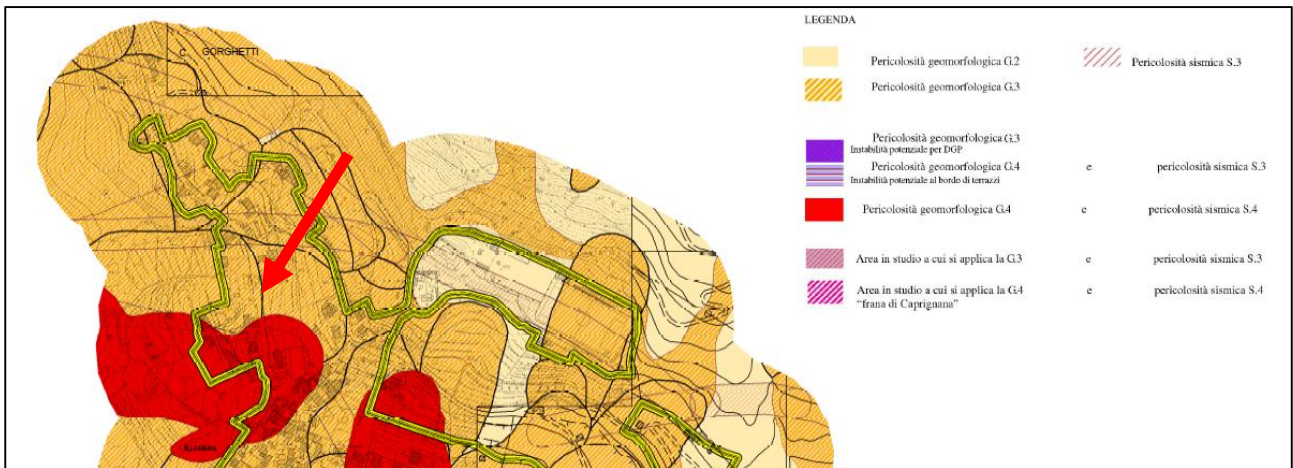 LEGENDA
C GORGHETTI
Pericolosità geomorfologica G.2
Pericolosità sismica S.3
Pericolosità geomorfologica G.3
Pericolosità geomorfologica G.3
Instabilità potenziale per DGP
Pericolosità geomorfologica G.4 e pericolosità sismica S.3
Instabilità potenziale al bordo di terrazzi
Pericolosità geomorfologica G.4 e pericolosità sismica S.4
Area in studio a cui si applica la G.3 e pericolosità sismica S.3
Area in studio a cui si applica la G.4 e pericolosità sismica S.4
“frana di Caprignana”